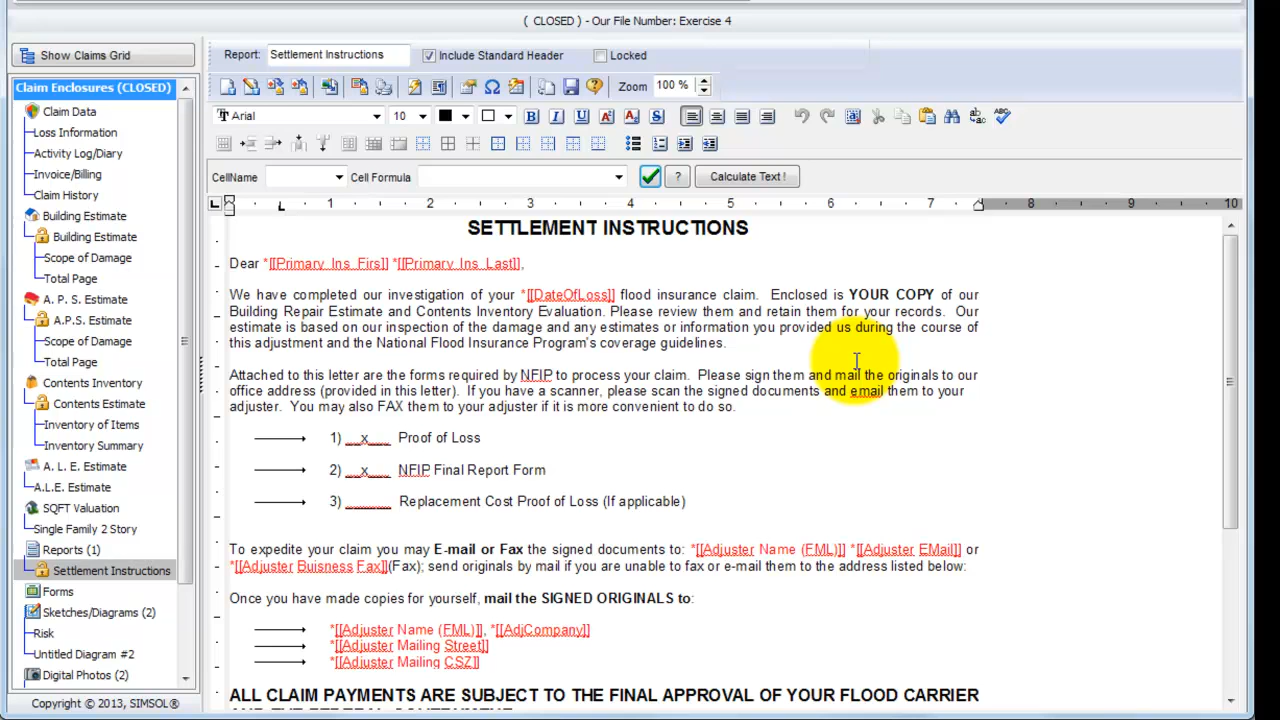 ( CLOSED ) - Our File Number: Exercise 4
Show Claims Grid
Report: Settlement Instructions Include Standard Header Locked
Claim Enclosures (CLOSED)
Claim Data
Loss Information
Activity Log/Diary
Invoice/Billing
Claim History
Building Estimate
Building Estimate
Scope of Damage
Total Page
A. P. S. Estimate
A.P.S. Estimate
Scope of Damage
Total Page
Contents Inventory
Contents Estimate
Inventory of Items
Inventory Summary
A. L. E. Estimate
A.L.E. Estimate
SQFT Valuation
Single Family 2 Story
Reports (1)
Settlement Instructions
Forms
Sketches/Diagrams (2)
Risk
Untitled Diagram #2
Digital Photos (2)
Copyright © 2013, SIMSOL®
Zoom 100 %
Arial 10 B I U
CellName Cell Formula ? Calculate Text !
1 2 3 4 5 6 7 8 9 10
SETTLEMENT INSTRUCTIONS
Dear *[[Primary_Ins_Firs]] *[[Primary_Ins_Last]],
We have completed our investigation of your *[[DateOfLoss]] flood insurance claim. Enclosed is YOUR COPY of our
Building Repair Estimate and Contents Inventory Evaluation. Please review them and retain them for your records. Our
estimate is based on our inspection of the damage and any estimates or information you provided us during the course of
this adjustment and the National Flood Insurance Program's coverage guidelines.
Attached to this letter are the forms required by NFIP to process your claim. Please sign them and mail the originals to our
office address (provided in this letter). If you have a scanner, please scan the signed documents and email them to your
adjuster. You may also FAX them to your adjuster if it is more convenient to do so.
1) __x___ Proof of Loss
2) __x___ NFIP Final Report Form
3) ______ Replacement Cost Proof of Loss (If applicable)
To expedite your claim you may E-mail or Fax the signed documents to: *[[Adjuster Name (FML)]] *[[Adjuster EMail]] or
*[[Adjuster Buisness Fax]](Fax); send originals by mail if you are unable to fax or e-mail them to the address listed below:
Once you have made copies for yourself, mail the SIGNED ORIGINALS to:
*[[Adjuster Name (FML)]], *[[AdjCompany]]
*[[Adjuster Mailing Street]]
*[[Adjuster Mailing CSZ]]
ALL CLAIM PAYMENTS ARE SUBJECT TO THE FINAL APPROVAL OF YOUR FLOOD CARRIER